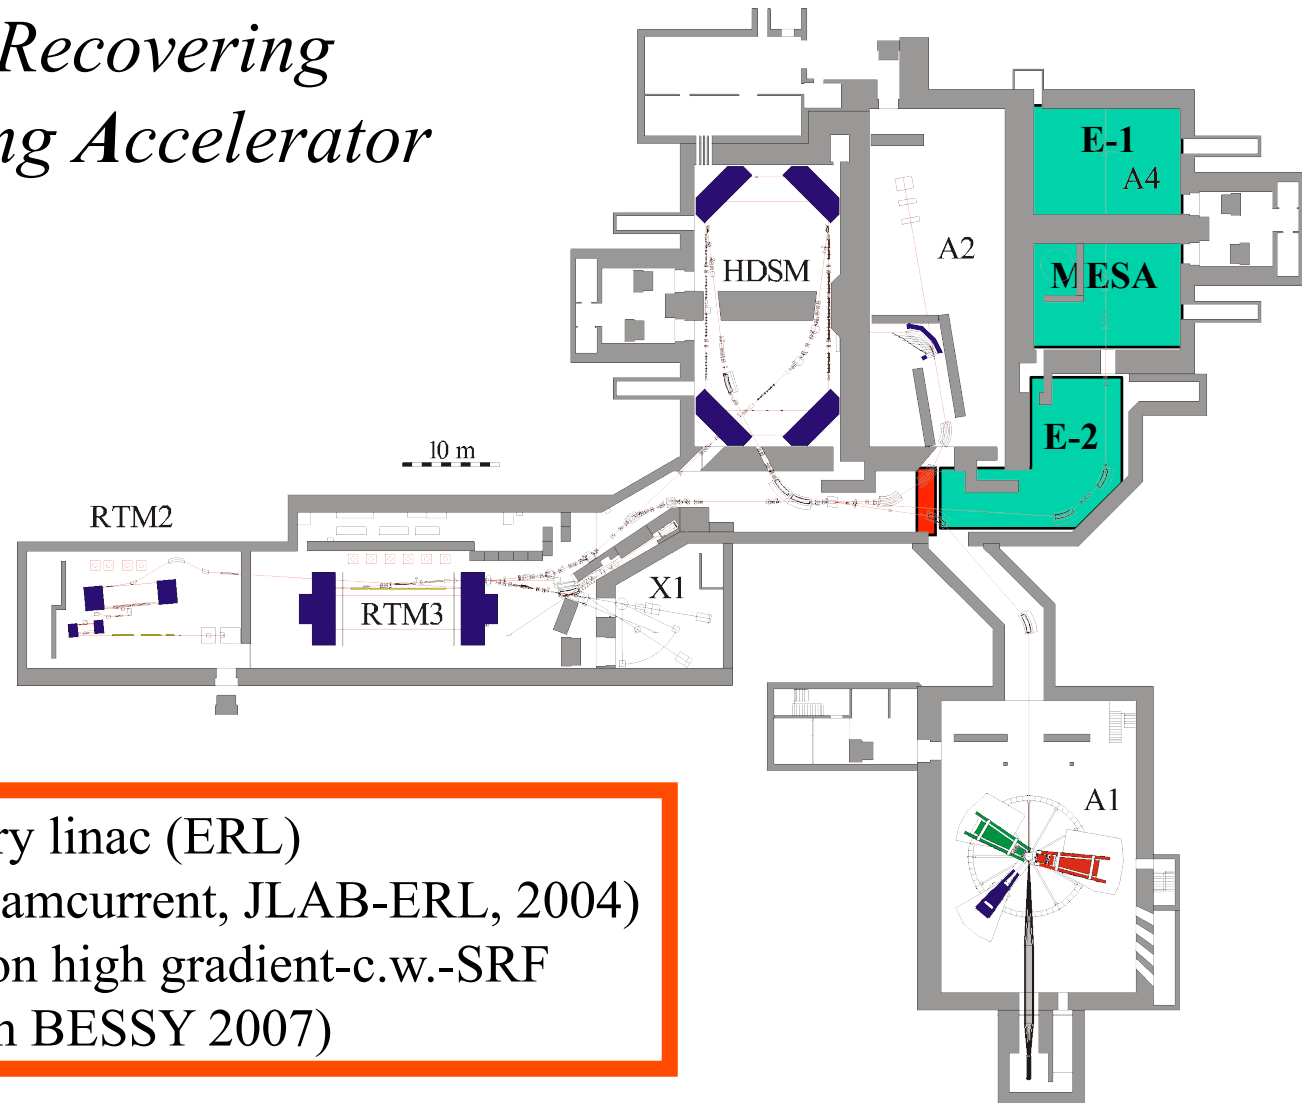 Recovering
ng Accelerator
E-1
A4
A2
HDSM
MESA
E-2
10 m
RTM2
X1
RTM3
A1
ry linac (ERL)
amcurrent, JLAB-ERL, 2004)
on high gradient-c.w.-SRF
n BESSY 2007)